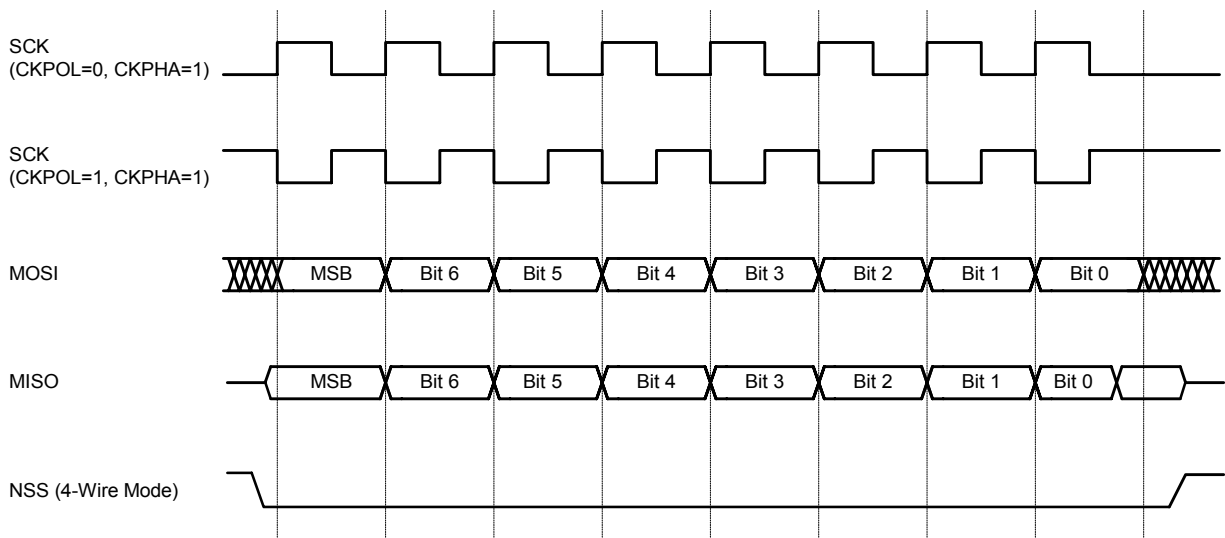 SCK
(CKPOL=0, CKPHA=1)
SCK
(CKPOL=1, CKPHA=1)
MOSI
MSB Bit 6 Bit 5 Bit 4 Bit 3 Bit 2 Bit 1 Bit 0
MISO
MSB Bit 6 Bit 5 Bit 4 Bit 3 Bit 2 Bit 1 Bit 0
NSS (4-Wire Mode)